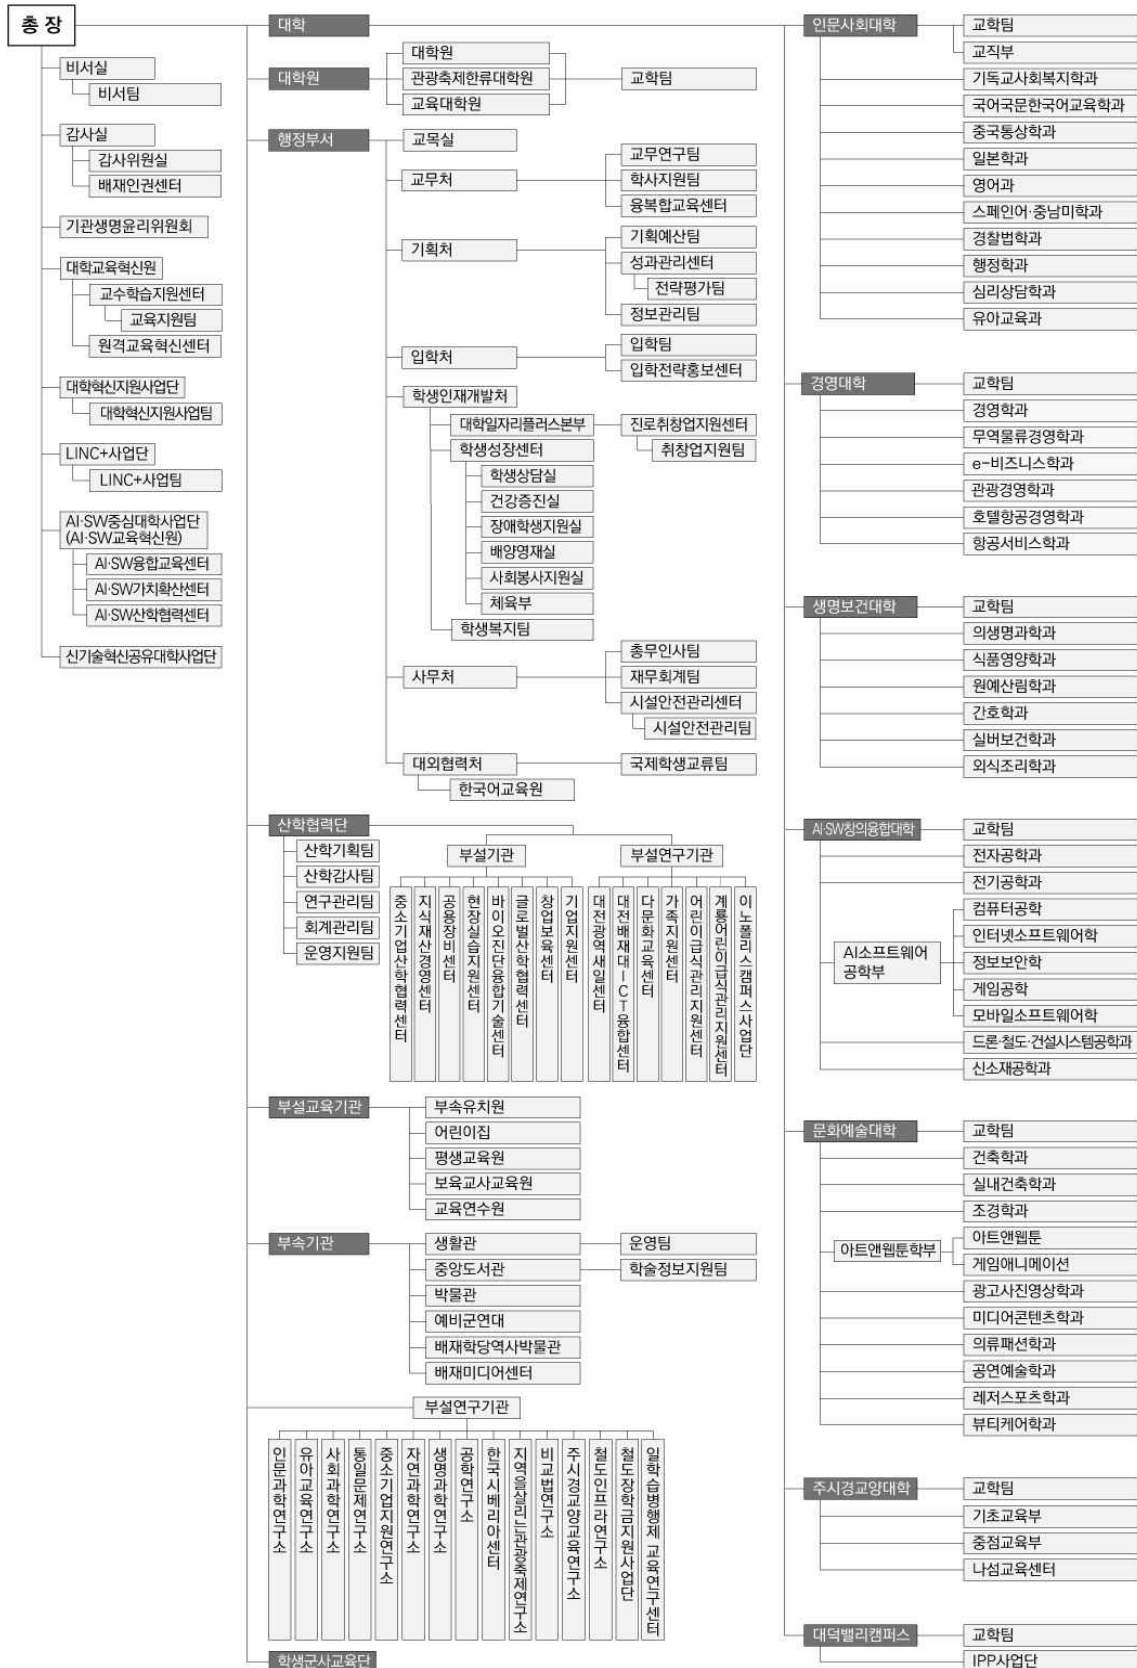 총 장
비서실
비서팀
감사실
감사위원실
배재인권센터
기관생명윤리위원회
대학교육혁신원
교수학습지원센터
교육지원팀
원격교육혁신센터
대학혁신지원사업단
대학혁신지원사업팀
LINC+사업단
LINC+사업팀
AI·SW중심대학사업단
(AI·SW교육혁신원)
AI·SW융합교육센터
AI·SW가치확산센터
AI·SW산학협력센터
신기술혁신공유대학사업단
대학
대학원
대학원
관광축제한류대학원
교육대학원
교학팀
행정부서
교목실
교무처
교무연구팀
학사지원팀
융복합교육센터
기획처
기획예산팀
성과관리센터
전략평가팀
정보관리팀
입학처
입학팀
입학전략홍보센터
학생인재개발처
대학일자리플러스본부
진로취창업지원센터
취창업지원팀
학생성장센터
학생상담실
건강증진실
장애학생지원실
배양영재실
사회봉사지원실
체육부
학생복지팀
사무처
총무인사팀
재무회계팀
시설안전관리센터
시설안전관리팀
대외협력처
국제학생교류팀
한국어교육원
산학협력단
산학기획팀
산학감사팀
연구관리팀
회계관리팀
운영지원팀
부설기관
중소기업산학협력센터
지식재산경영센터
공용장비센터
현장실습지원센터
바이오진단융합기술센터
글로벌산학협력센터
창업보육센터
기업지원센터
부설연구기관
대전광역새일센터
대전배재대ICT융합센터
다문화교육센터
가족지원센터
어린이급식관리지원센터
계룡어린이급식관리지원센터
이노폴리스캠퍼스사업단
부설교육기관
부속유치원
어린이집
평생교육원
보육교사교육원
교육연수원
부속기관
생활관
운영팀
중앙도서관
학술정보지원팀
박물관
예비군연대
배재학당역사박물관
배재미디어센터
부설연구기관
인문과학연구소
유아교육연구소
사회과학연구소
통일문제연구소
중소기업지원연구소
자연과학연구소
생명과학연구소
공학연구소
한국시베리아센터
지역을살리는관광축제연구소
비교법연구소
주시경교양교육연구소
철도인프라연구소
철도장학금지원사업단
일학습병행제 교육연구센터
학생군사교육단
인문사회대학
교학팀
교직부
기독교사회복지학과
국어국문한국어교육학과
중국통상학과
일본학과
영어과
스페인어·중남미학과
경찰법학과
행정학과
심리상담학과
유아교육과
경영대학
교학팀
경영학과
무역물류경영학과
e-비즈니스학과
관광경영학과
호텔항공경영학과
항공서비스학과
생명보건대학
교학팀
의생명과학과
식품영양학과
원예산림학과
간호학과
실버보건학과
외식조리학과
AI·SW창의융합대학
교학팀
전자공학과
전기공학과
AI소프트웨어
공학부
컴퓨터공학
인터넷소프트웨어학
정보보안학
게임공학
모바일소프트웨어학
드론·철도·건설시스템공학과
신소재공학과
문화예술대학
교학팀
건축학과
실내건축학과
조경학과
아트앤웹툰학부
아트앤웹툰
게임애니메이션
광고사진영상학과
미디어콘텐츠학과
의류패션학과
공연예술학과
레저스포츠학과
뷰티케어학과
주시경교양대학
교학팀
기초교육부
중점교육부
나섬교육센터
대덕밸리캠퍼스
교학팀
IPP사업단